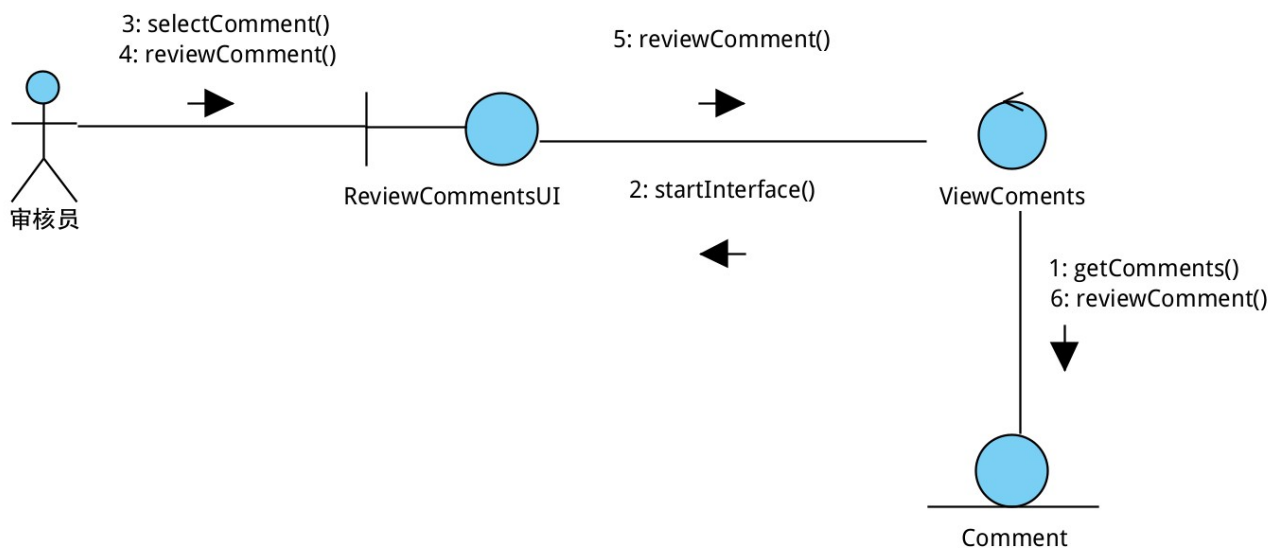 3: selectComment()
4: reviewComment()
5: reviewComment()
审核员
ReviewCommentsUI
2: startInterface()
ViewComents
1: getComments()
6: reviewComment()
Comment